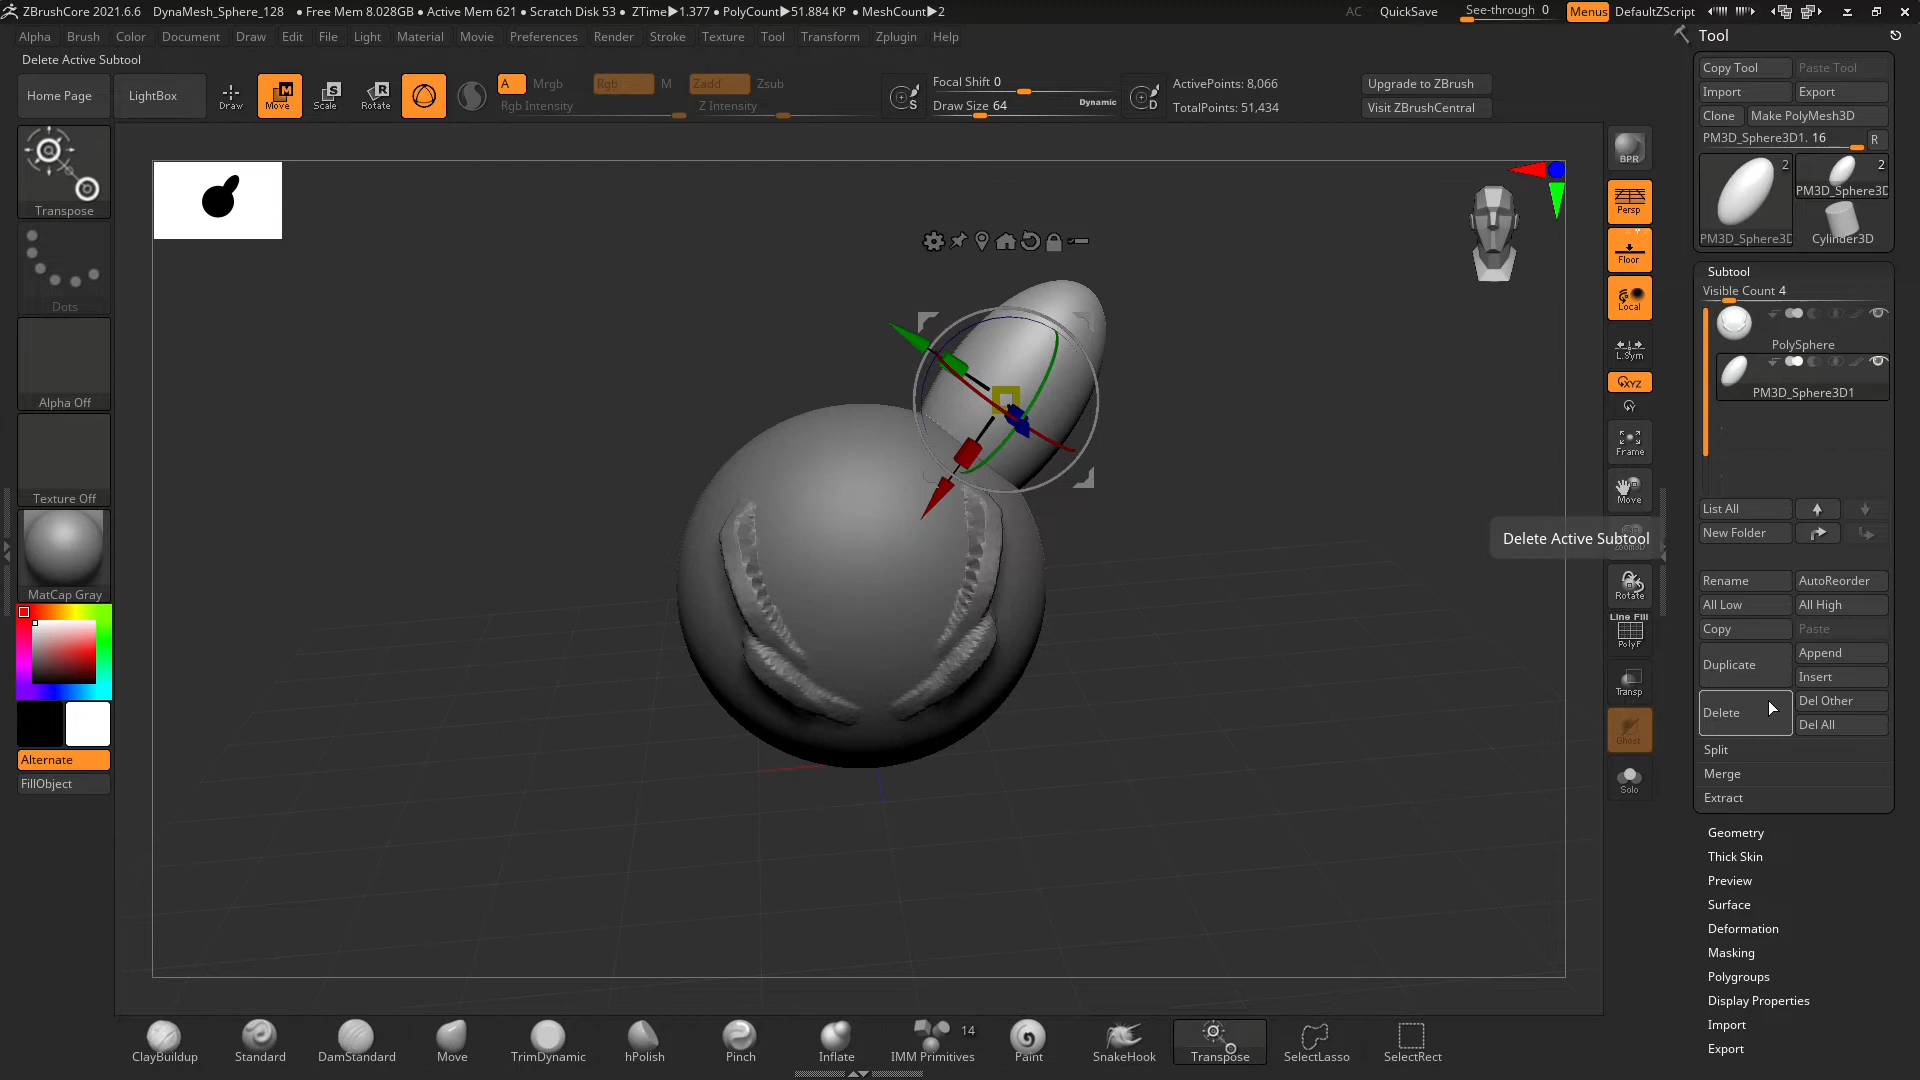 ZBrushCore 2021.6.6 DynaMesh_Sphere_128 • Free Mem 8.028GB • Active Mem 621 • Scratch Disk 53 • ZTime▶1.377 • PolyCount▶51.884 KP • MeshCount▶2
AC QuickSave See-through 0 Menus DefaultZScript
Alpha Brush Color Document Draw Edit File Light Material Movie Preferences Render Stroke Texture Tool Transform Zplugin Help
Delete Active Subtool
Home Page
LightBox
Draw
Move
Scale
Rotate
A Mrgb Rgb M Zadd Zsub
Rgb Intensity Z Intensity
Focal Shift 0
Draw Size 64 Dynamic
S
D
ActivePoints: 8,066
TotalPoints: 51,434
Upgrade to ZBrush
Visit ZBrushCentral
Transpose
Dots
Alpha Off
Texture Off
MatCap Gray
Alternate
FillObject
BPR
Persp
Floor
Local
L.Sym
XYZ
Y
Frame
Move
Zoom3D
Rotate
Line Fill
PolyF
Transp
Ghost
Solo
Delete Active Subtool
Tool
Copy Tool Paste Tool
Import Export
Clone Make PolyMesh3D
PM3D_Sphere3D1. 16 R
2
2
PM3D_Sphere3D
PM3D_Sphere3D
Cylinder3D
Subtool
Visible Count 4
PolySphere
PM3D_Sphere3D1
List All
New Folder
Rename AutoReorder
All Low All High
Copy Paste
Duplicate Append
Insert
Delete Del Other
Del All
Split
Merge
Extract
Geometry
Thick Skin
Preview
Surface
Deformation
Masking
Polygroups
Display Properties
Import
Export
14
ClayBuildup Standard DamStandard Move TrimDynamic hPolish Pinch Inflate IMM Primitives Paint SnakeHook Transpose SelectLasso SelectRect